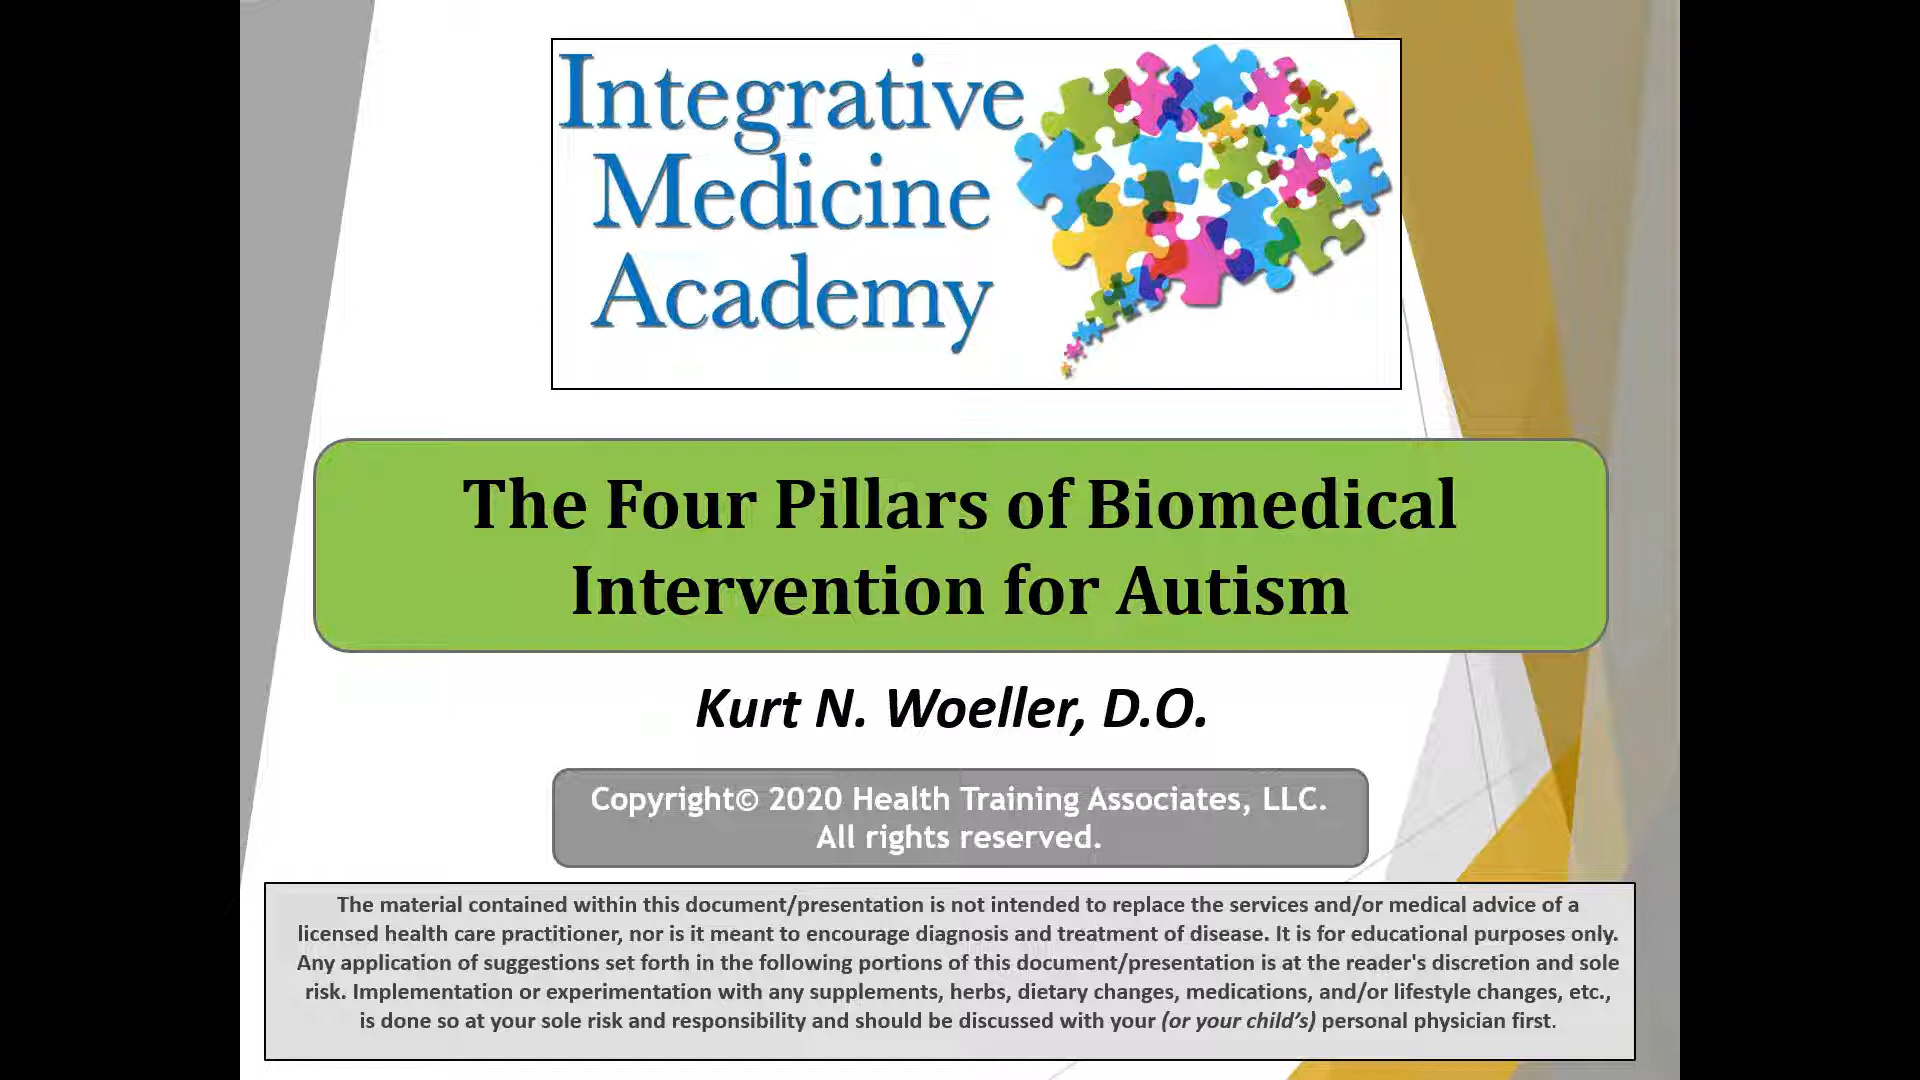 Integrative
Medicine
Academy
The Four Pillars of Biomedical
Intervention for Autism
Kurt N. Woeller, D.O.
Copyright© 2020 Health Training Associates, LLC.
All rights reserved.
The material contained within this document/presentation is not intended to replace the services and/or medical advice of a
licensed health care practitioner, nor is it meant to encourage diagnosis and treatment of disease. It is for educational purposes only.
Any application of suggestions set forth in the following portions of this document/presentation is at the reader's discretion and sole
risk. Implementation or experimentation with any supplements, herbs, dietary changes, medications, and/or lifestyle changes, etc.,
is done so at your sole risk and responsibility and should be discussed with your (or your child’s) personal physician first.